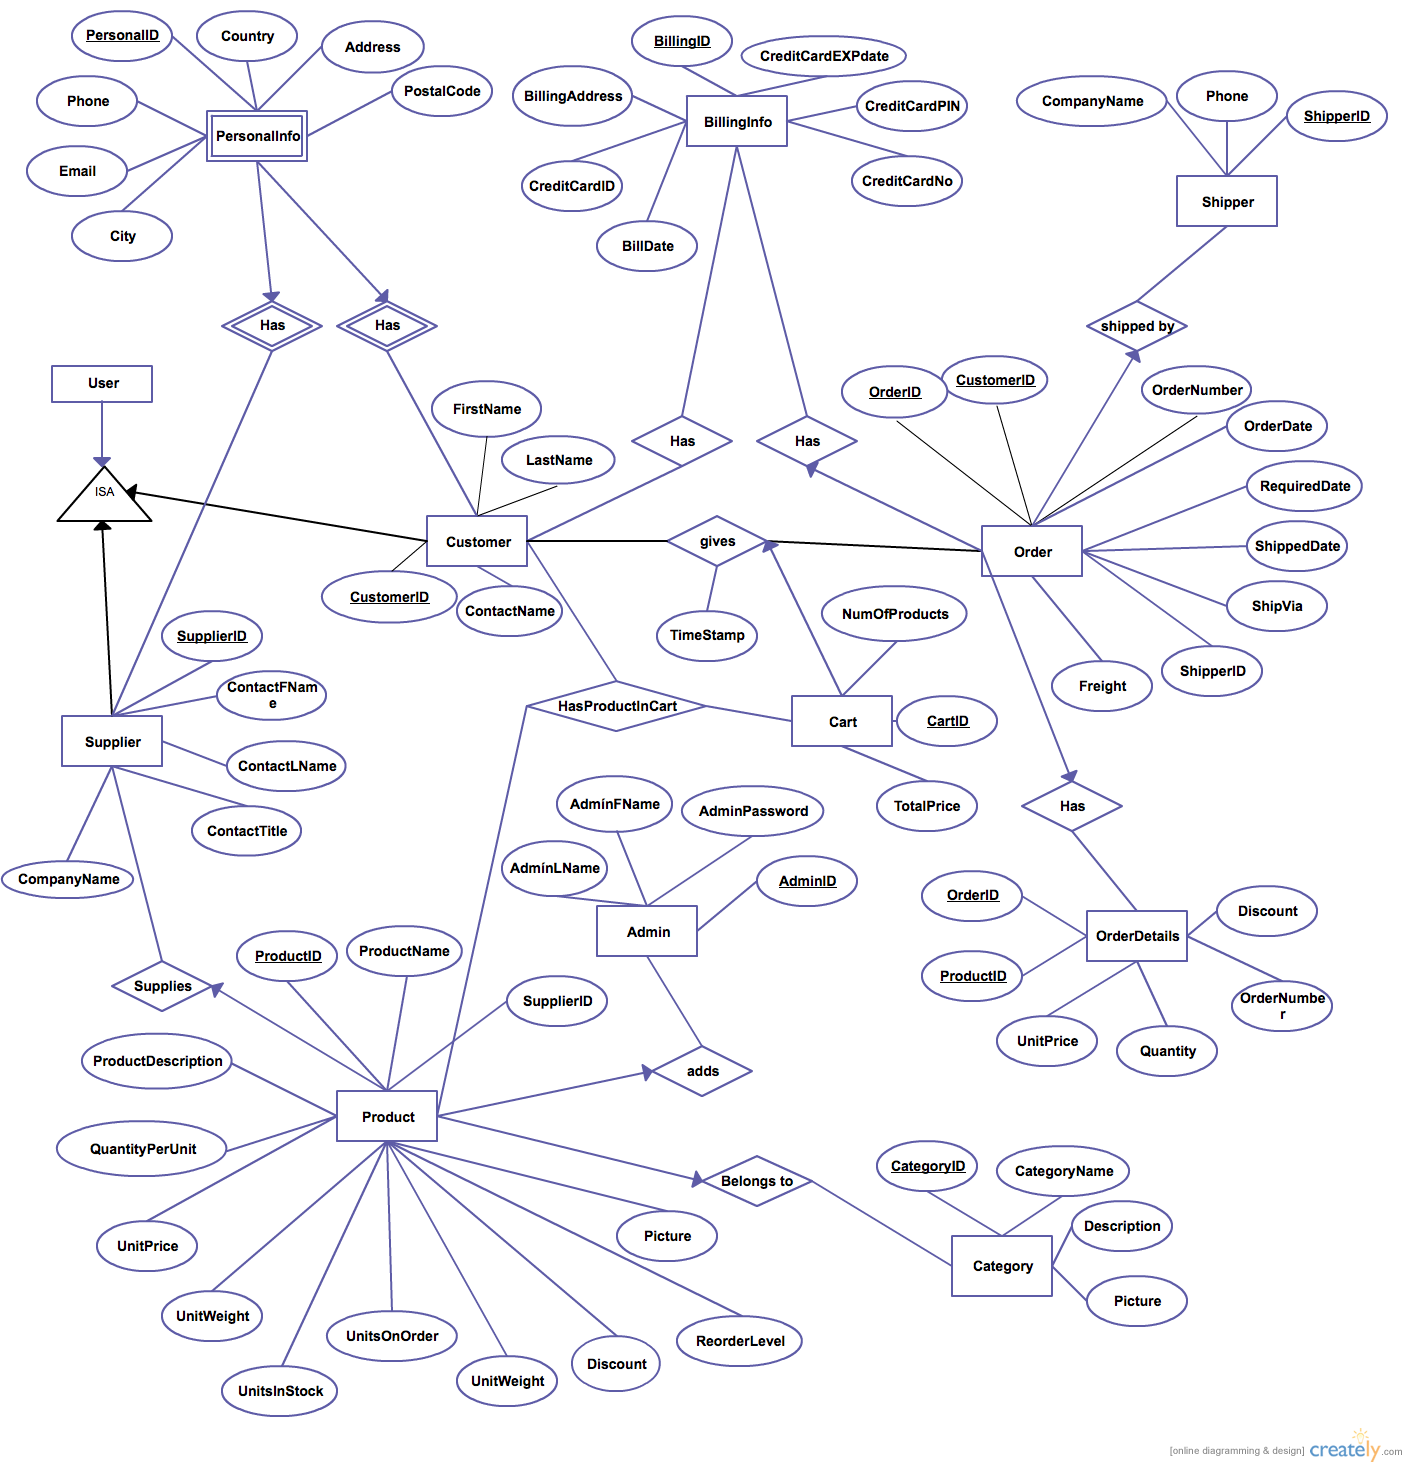 PersonalID
Country
Address
PostalCode
Phone
PersonalInfo
Email
City
BillingID
CreditCardEXPdate
BillingAddress
CreditCardPIN
BillingInfo
CreditCardID
CreditCardNo
BillDate
CompanyName
Phone
ShipperID
Shipper
Has
Has
shipped by
User
ISA
FirstName
LastName
Has
Has
OrderID
CustomerID
OrderNumber
OrderDate
RequiredDate
ShippedDate
ShipVia
ShipperID
Freight
Order
Customer
gives
CustomerID
ContactName
TimeStamp
NumOfProducts
SupplierID
ContactFNam
e
HasProductInCart
Cart
CartID
Supplier
ContactLName
ContactTitle
CompanyName
TotalPrice
Has
AdmínFName
AdminPassword
AdmínLName
AdminID
Admin
OrderID
Discount
OrderDetails
ProductID
OrderNumbe
r
UnitPrice
Quantity
ProductID
ProductName
Supplies
SupplierID
ProductDescription
adds
Product
QuantityPerUnit
Belongs to
CategoryID
CategoryName
Description
Category
Picture
UnitPrice
Picture
UnitWeight
UnitsOnOrder
ReorderLevel
UnitsInStock
UnitWeight
Discount
[online diagramming & design] creately.com